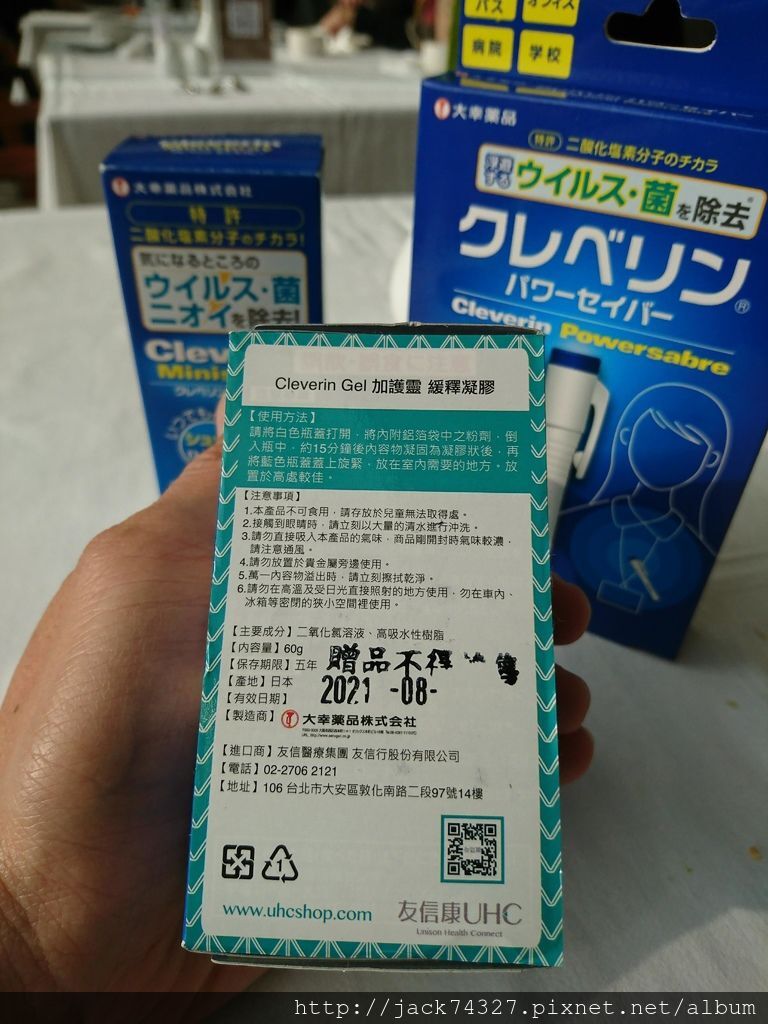 バス
オフィス
病院
学校
大幸薬品
特許 二酸化塩素分子のチカラ
浮遊する ウイルス・菌を除去※
クレベリン®
パワーセイバー
Cleverin Powersabre
大幸薬品株式会社
特許
二酸化塩素分子のチカラ!
気になるところの
ウイルス・菌
ニオイを除去!
Cleverin Gel 加護靈 緩釋凝膠
【使用方法】
請將白色瓶蓋打開,將內附鋁箔袋中之粉劑,倒
入瓶中,約15分鐘後內容物凝固為凝膠狀後,再
將藍色瓶蓋蓋上旋緊,放在室內需要的地方。放
置於高處較佳。
【注意事項】
1.本產品不可食用,請存放於兒童無法取得處。
2.接觸到眼睛時,請立刻以大量的清水進行沖洗。
3.請勿直接吸入本產品的氣味,商品剛開封時氣味較濃,
請注意通風。
4.請勿放置於貴金屬旁邊使用。
5.萬一內容物溢出時,請立刻擦拭乾淨。
6.請勿在高溫及受日光直接照射的地方使用,勿在車內、
冰箱等密閉的狹小空間裡使用。
【主要成分】二氧化氯溶液、高吸水性樹脂
【內容量】60g
【保存期限】五年 贈品不得
【產地】日本
【有效日期】 2021 -08-
【製造商】大幸薬品株式会社
【進口商】友信醫療集團 友信行股份有限公司
【電話】02-2706 2121
【地址】106 台北市大安區敦化南路二段97號14樓
1
www.uhcshop.com
友信康UHC
Unison Health Connect
http://jack74327.pixnet.net/album